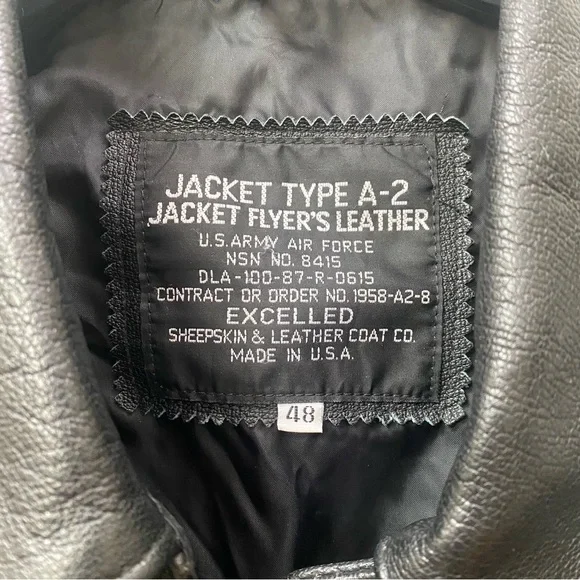 JACKET TYPE A-2
JACKET FLYER'S LEATHER
U.S. ARMY AIR FORCE
NSN NO. 8415
DLA-100-87-R-0615
CONTRACT OR ORDER NO. 1958-A2-8
EXCELLED
SHEEPSKIN & LEATHER COAT CO.
MADE IN U.S.A.
48